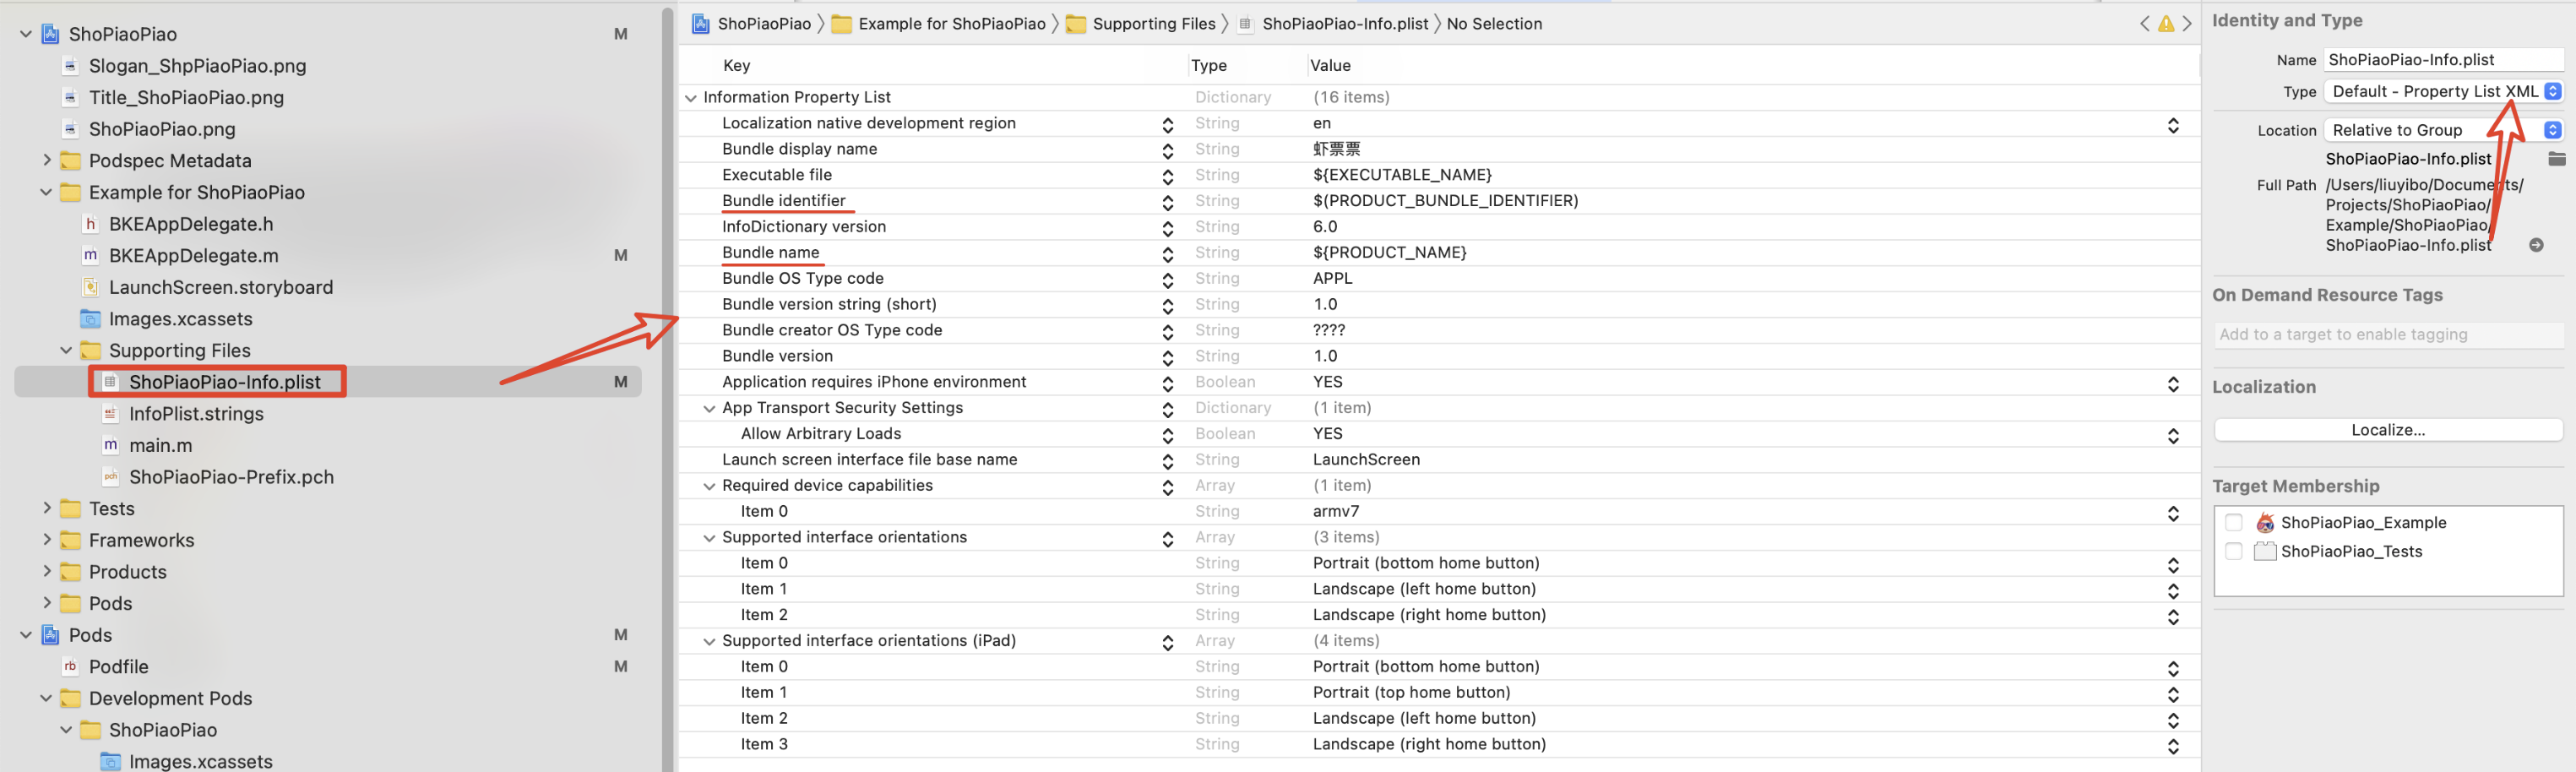 ShoPiaoPiao M
Slogan_ShpPiaoPiao.png
Title_ShoPiaoPiao.png
ShoPiaoPiao.png
Podspec Metadata
Example for ShoPiaoPiao
h BKEAppDelegate.h
m BKEAppDelegate.m M
LaunchScreen.storyboard
Images.xcassets
Supporting Files
ShoPiaoPiao-Info.plist M
InfoPlist.strings
m main.m
pch ShoPiaoPiao-Prefix.pch
Tests
Frameworks
Products
Pods
Pods M
rb Podfile M
Development Pods
ShoPiaoPiao
Images.xcassets
ShoPiaoPiao Example for ShoPiaoPiao Supporting Files ShoPiaoPiao-Info.plist No Selection
Key Type Value
Information Property List Dictionary (16 items)
Localization native development region String en
Bundle display name String 虾票票
Executable file String ${EXECUTABLE_NAME}
Bundle identifier String $(PRODUCT_BUNDLE_IDENTIFIER)
InfoDictionary version String 6.0
Bundle name String ${PRODUCT_NAME}
Bundle OS Type code String APPL
Bundle version string (short) String 1.0
Bundle creator OS Type code String ????
Bundle version String 1.0
Application requires iPhone environment Boolean YES
App Transport Security Settings Dictionary (1 item)
Allow Arbitrary Loads Boolean YES
Launch screen interface file base name String LaunchScreen
Required device capabilities Array (1 item)
Item 0 String armv7
Supported interface orientations Array (3 items)
Item 0 String Portrait (bottom home button)
Item 1 String Landscape (left home button)
Item 2 String Landscape (right home button)
Supported interface orientations (iPad) Array (4 items)
Item 0 String Portrait (bottom home button)
Item 1 String Portrait (top home button)
Item 2 String Landscape (left home button)
Item 3 String Landscape (right home button)
Identity and Type
Name ShoPiaoPiao-Info.plist
Type Default - Property List XML
Location Relative to Group
ShoPiaoPiao-Info.plist
Full Path /Users/liuyibo/Documents/
Projects/ShoPiaoPiao/
Example/ShoPiaoPiao/
ShoPiaoPiao-Info.plist
On Demand Resource Tags
Add to a target to enable tagging
Localization
Localize...
Target Membership
ShoPiaoPiao_Example
ShoPiaoPiao_Tests